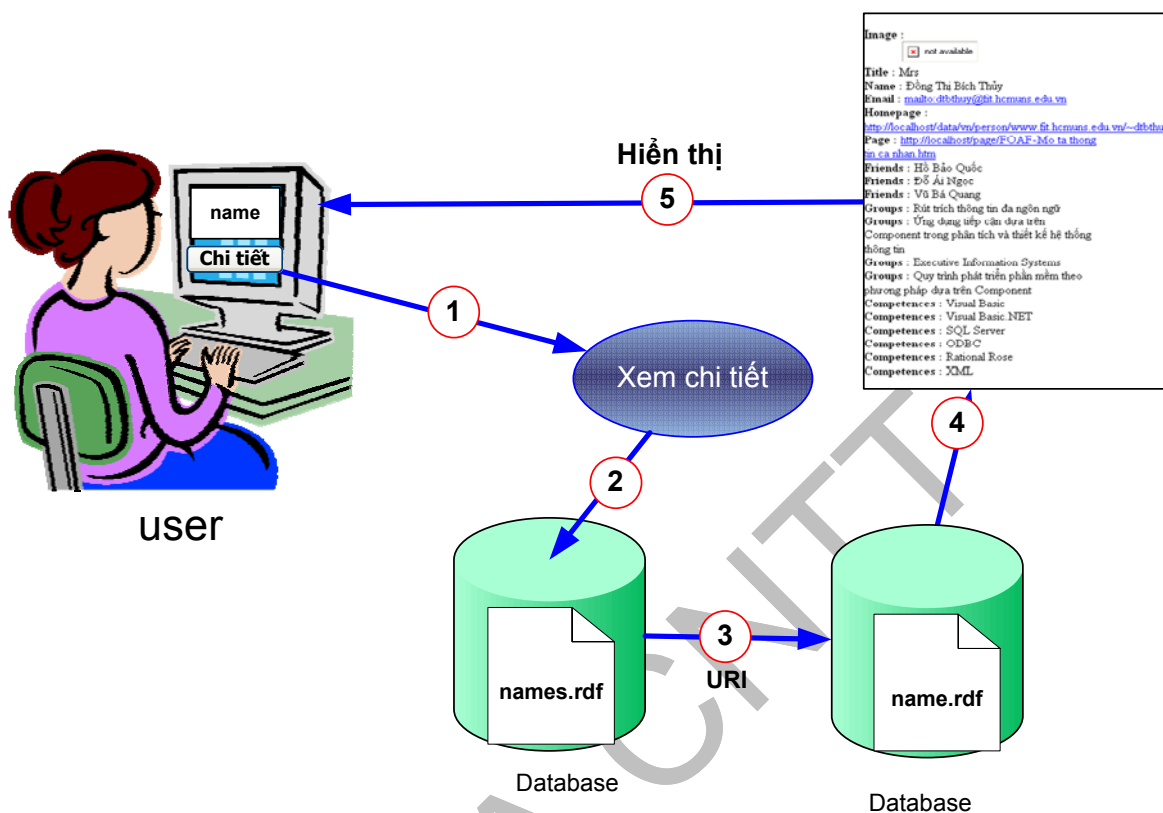 Image :
not available
Title : Mrs
Name : Đồng Thị Bích Thủy
Email : mailto:dtbthuy@fit.hcmuns.edu.vn
Homepage :
http://localhost/data/vn/person/www.fit.hcmuns.edu.vn/~dtbthu
Page : http://localhost/page/FOAF-Mo ta thong
tin ca nhan.htm
Friends : Hồ Bảo Quốc
Friends : Đỗ Ái Ngọc
Friends : Vũ Bá Quang
Groups : Rút trích thông tin đa ngôn ngữ
Groups : Ứng dụng tiếp cận dựa trên
Component trong phân tích và thiết kế hệ thống
thông tin
Groups : Executive Information Systems
Groups : Quy trình phát triển phần mềm theo
phương pháp dựa trên Component
Competences : Visual Basic
Competences : Visual Basic.NET
Competences : SQL Server
Competences : ODBC
Competences : Rational Rose
Competences : XML
Hiển thị
5
name
Chi tiết
1
Xem chi tiết
4
2
user
3
URI
names.rdf
name.rdf
Database
Database
A CNTT